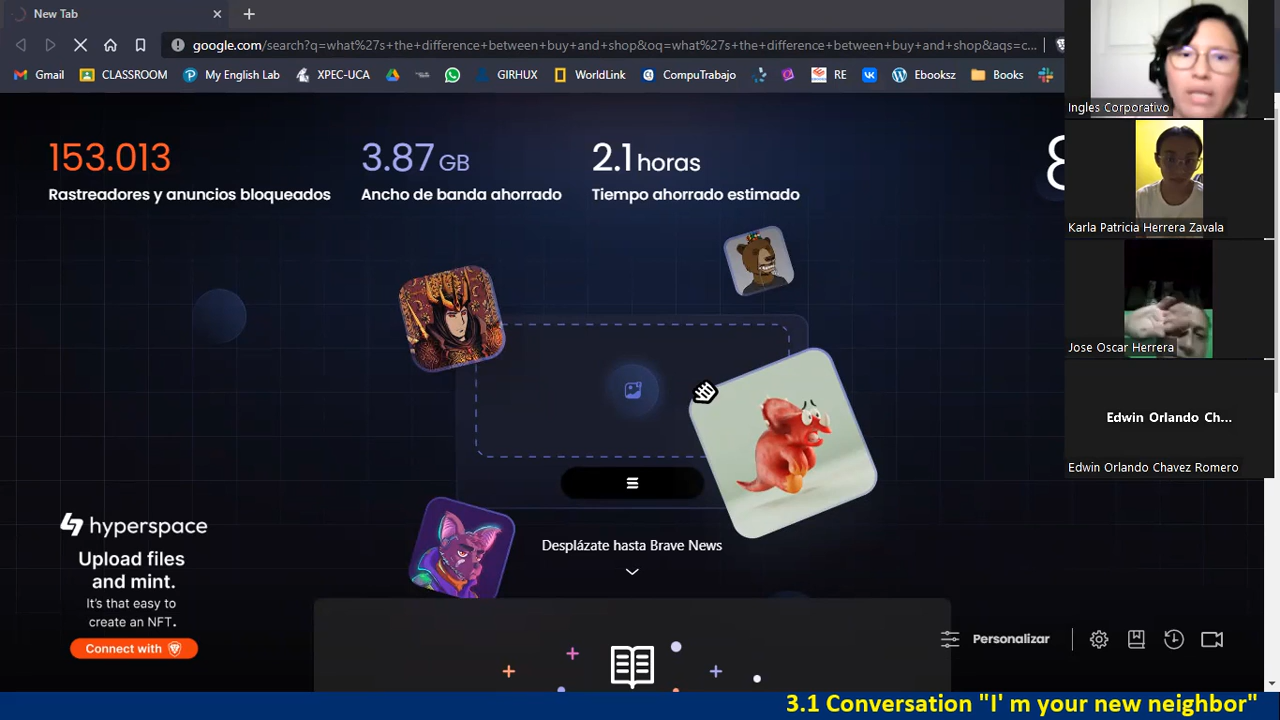 New Tab
google.com/search?q=what%27s+the+difference+between+buy+and+shop&oq=what%27s+the+difference+between+buy+and+shop&aqs=c...
Gmail
CLASSROOM
My English Lab
XPEC-UCA
GIRHUX
WorldLink
CompuTrabajo
RE
Ebooksz
Books
153.013
Rastreadores y anuncios bloqueados
3.87 GB
Ancho de banda ahorrado
2.1 horas
Tiempo ahorrado estimado
8
hyperspace
Upload files
and mint.
It's that easy to
create an NFT.
Connect with
Desplázate hasta Brave News
Personalizar
Ingles Corporativo
Karla Patricia Herrera Zavala
Jose Oscar Herrera
Edwin Orlando Ch...
Edwin Orlando Chavez Romero
3.1 Conversation "I' m your new neighbor"